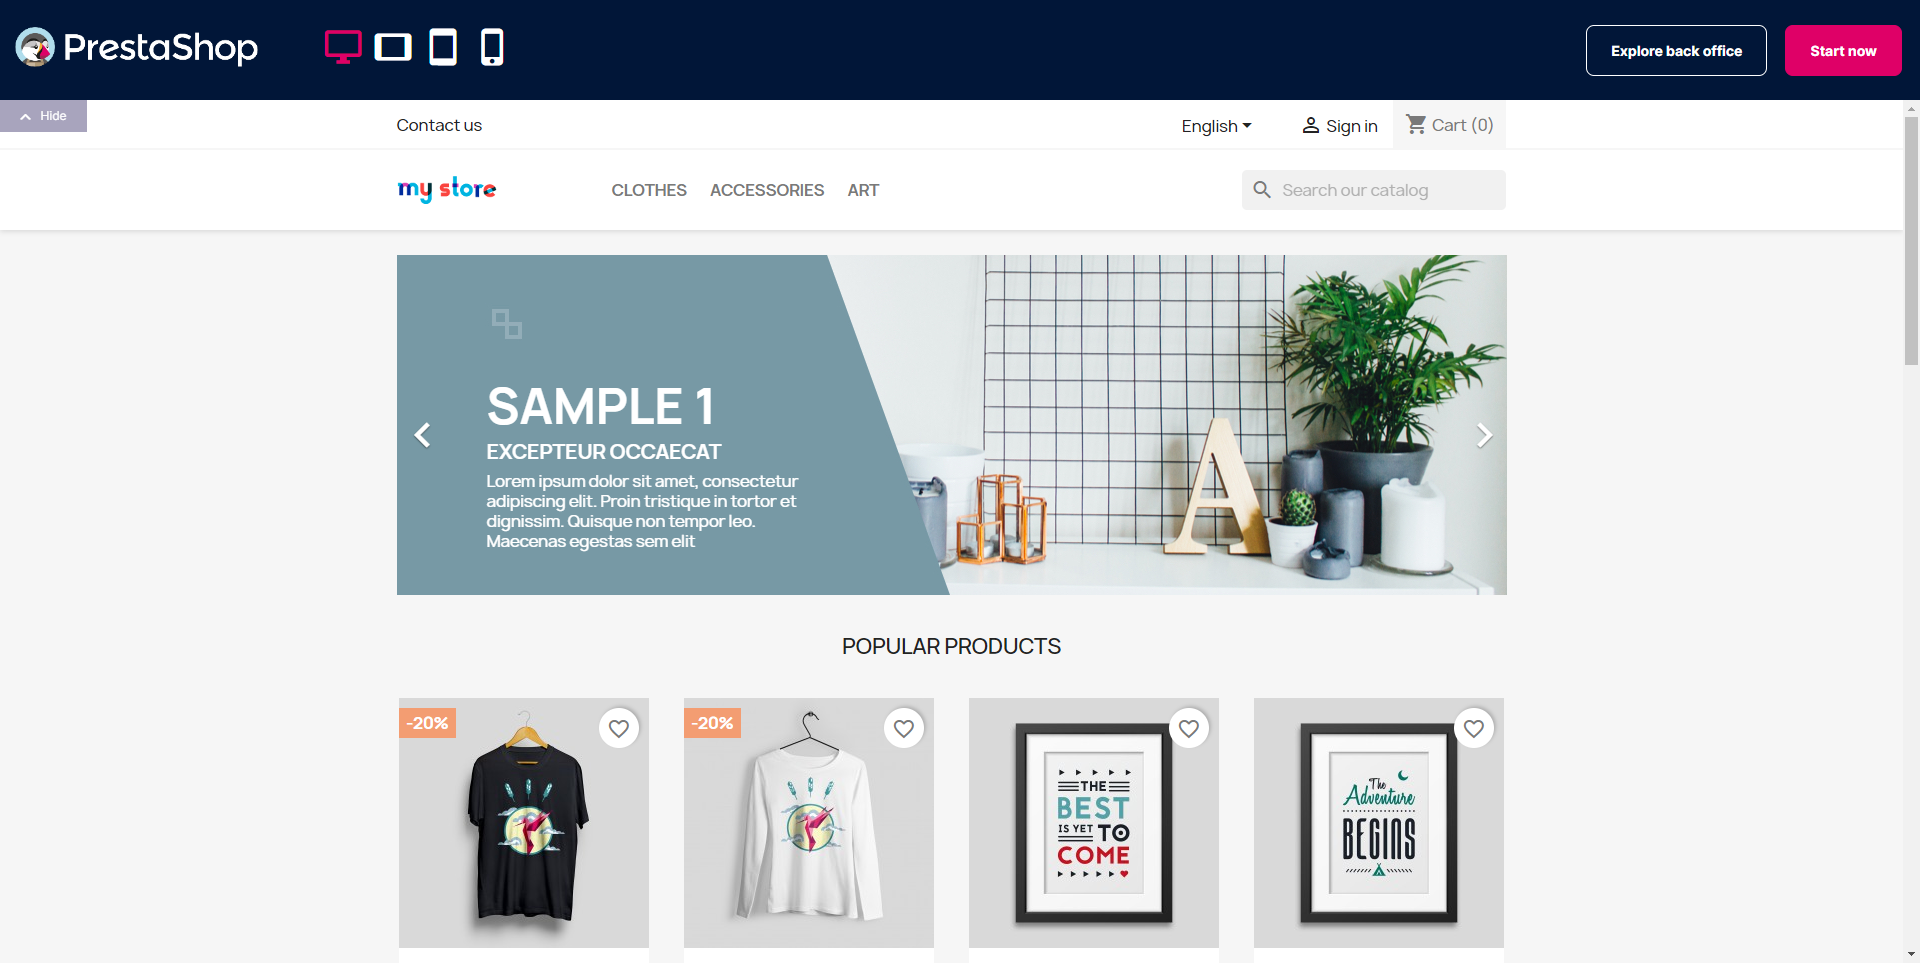 PrestaShop
Explore back office
Start now
Hide
Contact us
English
Sign in
Cart (0)
my store
CLOTHES
ACCESSORIES
ART
Search our catalog
SAMPLE 1
EXCEPTEUR OCCAECAT
Lorem ipsum dolor sit amet, consectetur
adipiscing elit. Proin tristique in tortor et
dignissim. Quisque non tempor leo.
Maecenas egestas sem elit
A
POPULAR PRODUCTS
-20%
-20%
THE
BEST
IS YET TO
COME
The
Adventure
BEGINS